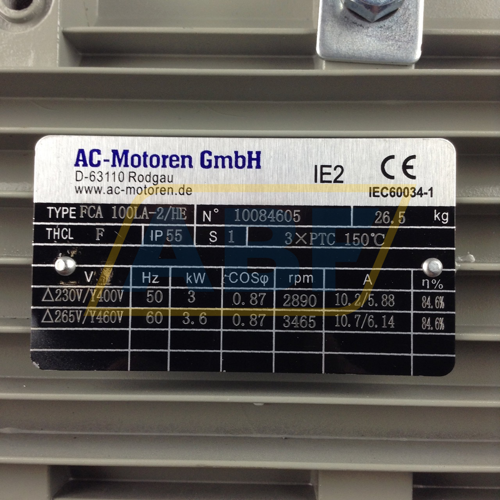 AC-Motoren GmbH
D-63110 Rodgau
www.ac-motoren.de
IE2
CE
IEC60034-1
TYPE FCA 100LA-2/HE N° 10084605 26.5 kg
THCL F IP 55 S 1 3×PTC 150℃
V Hz kW COSφ rpm A η%
△230V/Y400V 50 3 0.87 2890 10.2/5.88 84.6%
△265V/Y460V 60 3.6 0.87 3465 10.7/6.14 84.6%
ABF